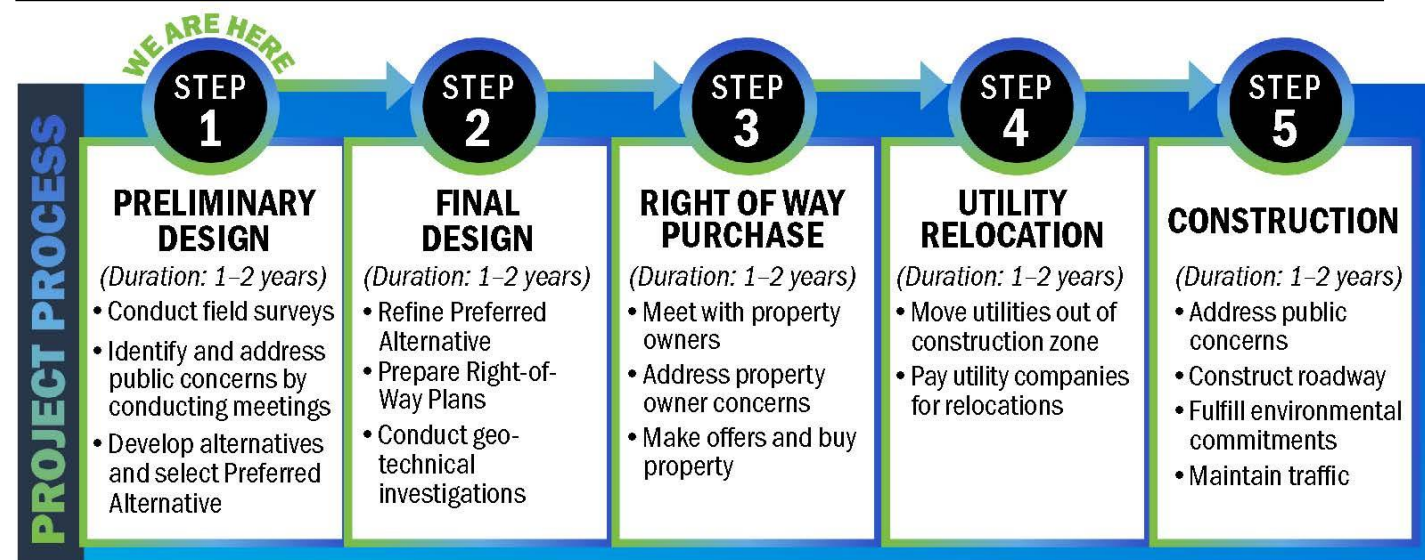 WE ARE HERE
PROJECT PROCESS
STEP
1
PRELIMINARY
DESIGN
(Duration: 1–2 years)
• Conduct field surveys
• Identify and address
public concerns by
conducting meetings
• Develop alternatives
and select Preferred
Alternative
STEP
2
FINAL
DESIGN
(Duration: 1–2 years)
• Refine Preferred
Alternative
• Prepare Right-of-
Way Plans
• Conduct geo-
technical
investigations
STEP
3
RIGHT OF WAY
PURCHASE
(Duration: 1–2 years)
• Meet with property
owners
• Address property
owner concerns
• Make offers and buy
property
STEP
4
UTILITY
RELOCATION
(Duration: 1–2 years)
• Move utilities out of
construction zone
• Pay utility companies
for relocations
STEP
5
CONSTRUCTION
(Duration: 1–2 years)
• Address public
concerns
• Construct roadway
• Fulfill environmental
commitments
• Maintain traffic